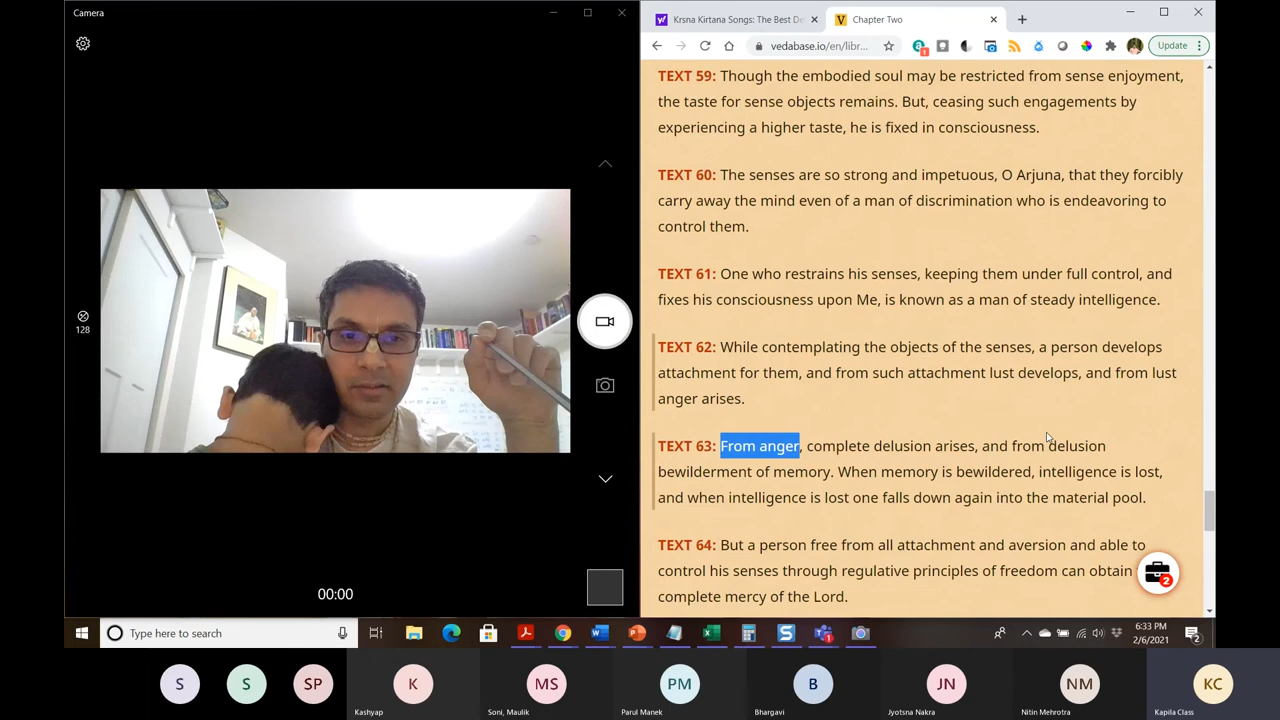 Camera
Krsna Kirtana Songs: The Best De
Chapter Two
vedabase.io/en/libr...
Update
TEXT 59: Though the embodied soul may be restricted from sense enjoyment,
the taste for sense objects remains. But, ceasing such engagements by
experiencing a higher taste, he is fixed in consciousness.
TEXT 60: The senses are so strong and impetuous, O Arjuna, that they forcibly
carry away the mind even of a man of discrimination who is endeavoring to
control them.
TEXT 61: One who restrains his senses, keeping them under full control, and
fixes his consciousness upon Me, is known as a man of steady intelligence.
TEXT 62: While contemplating the objects of the senses, a person develops
attachment for them, and from such attachment lust develops, and from lust
anger arises.
TEXT 63: From anger, complete delusion arises, and from delusion
bewilderment of memory. When memory is bewildered, intelligence is lost,
and when intelligence is lost one falls down again into the material pool.
TEXT 64: But a person free from all attachment and aversion and able to
control his senses through regulative principles of freedom can obtain
complete mercy of the Lord.
2
128
00:00
Type here to search
6:33 PM
2/6/2021
S
S
SP
K
MS
PM
B
JN
NM
KC
Kashyap
Soni, Maulik
Parul Manek
Bhargavi
Jyotsna Nakra
Nitin Mehrotra
Kapila Class